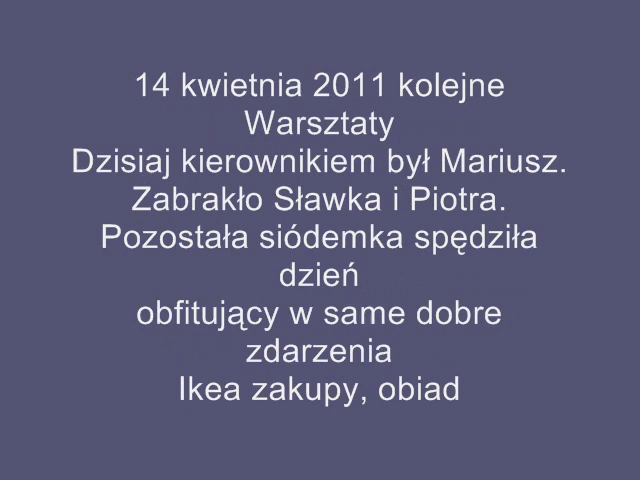 14 kwietnia 2011 kolejne
Warsztaty
Dzisiaj kierownikiem był Mariusz.
Zabrakło Sławka i Piotra.
Pozostała siódemka spędziła
dzień
obfitujący w same dobre
zdarzenia
Ikea zakupy, obiad